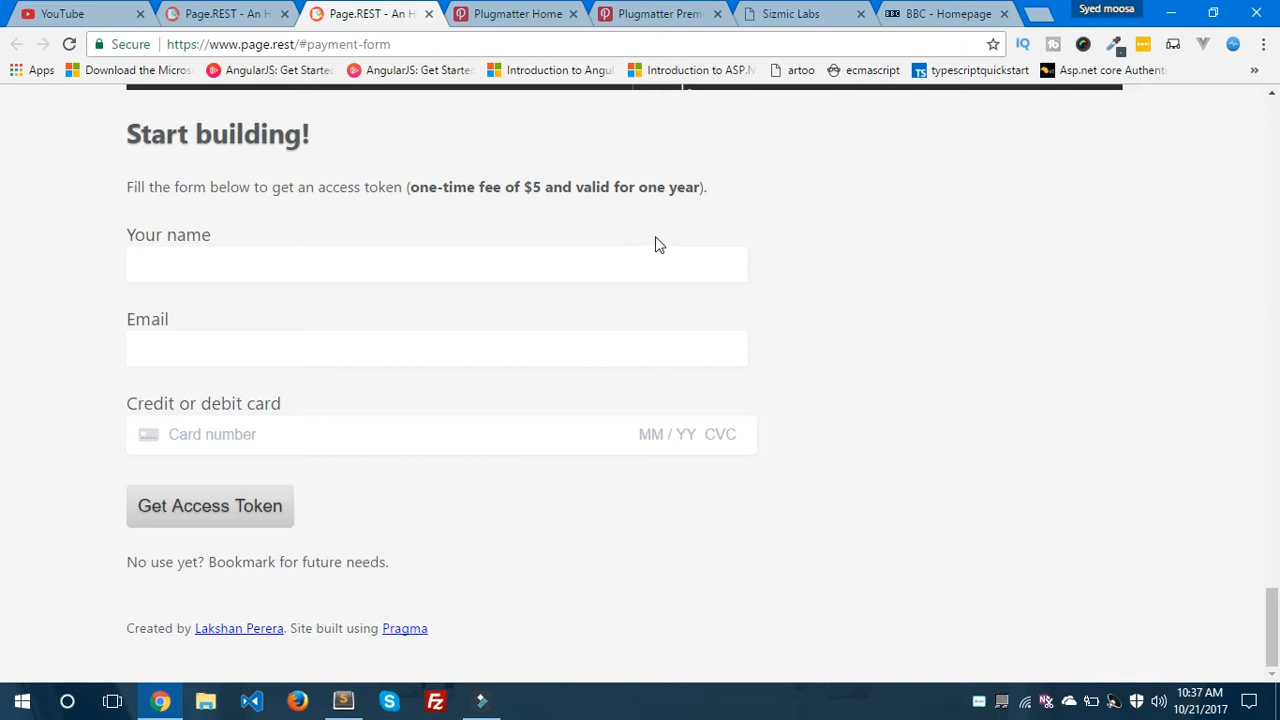 YouTube
Page.REST - An H
Page.REST - An H
Plugmatter Home
Plugmatter Prem
Sizmic Labs
BBC - Homepage
Syed moosa
Secure
https://www.page.rest/#payment-form
Apps
Download the Micros
AngularJS: Get Starte
AngularJS: Get Starte
Introduction to Angu
Introduction to ASP.N
artoo
ecmascript
typescriptquickstart
Asp.net core Authenti
Start building!
Fill the form below to get an access token (one-time fee of $5 and valid for one year).
Your name
Email
Credit or debit card
Card number MM / YY CVC
Get Access Token
No use yet? Bookmark for future needs.
Created by Lakshan Perera. Site built using Pragma
10:37 AM
10/21/2017